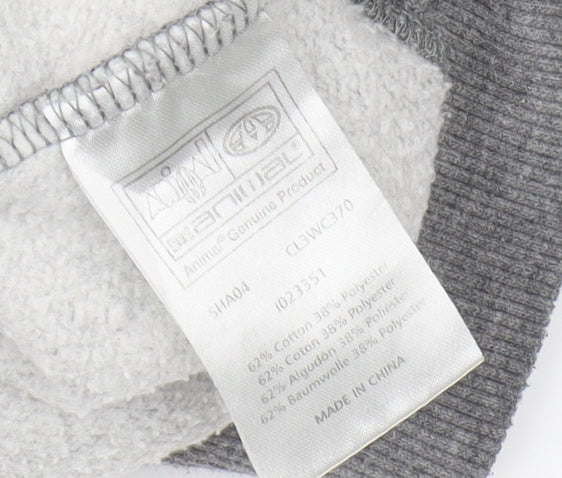 animal®
Animal® Genuine Product
SHA04 CL3WC370
I023351
62% Cotton 38% Polyester
62% Coton 38% Polyester
62% Algodón 38% Poliester
62% Baumwolle 38% Polyester
MADE IN CHINA